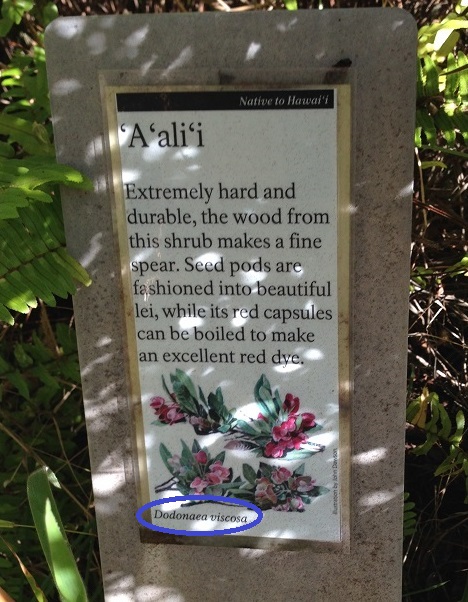 Native to Hawai‘i
‘A‘ali‘i
Extremely hard and
durable, the wood from
this shrub makes a fine
spear. Seed pods are
fashioned into beautiful
lei, while its red capsules
can be boiled to make
an excellent red dye.
Dodonaea viscosa